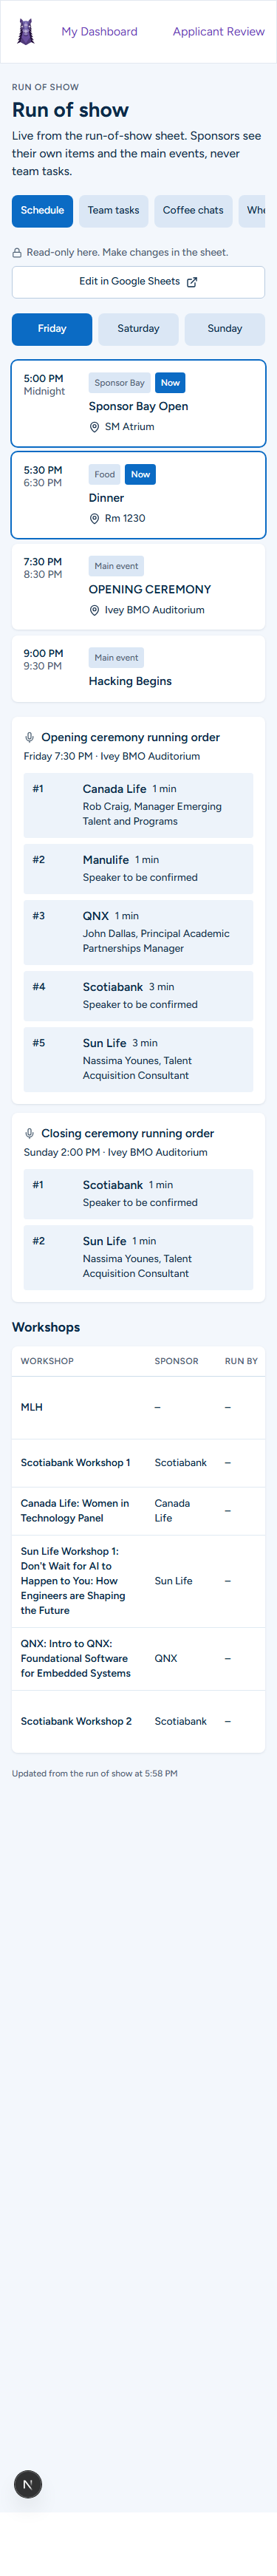 My Dashboard
Applicant Review
RUN OF SHOW
Run of show
Live from the run-of-show sheet. Sponsors see
their own items and the main events, never
team tasks.
Schedule
Team tasks
Coffee chats
Read-only here. Make changes in the sheet.
Edit in Google Sheets
Friday
Saturday
Sunday
5:00 PM
Midnight
Sponsor Bay
Now
Sponsor Bay Open
SM Atrium
5:30 PM
6:30 PM
Food
Now
Dinner
Rm 1230
7:30 PM
8:30 PM
Main event
OPENING CEREMONY
Ivey BMO Auditorium
9:00 PM
9:30 PM
Main event
Hacking Begins
Opening ceremony running order
Friday 7:30 PM · Ivey BMO Auditorium
#1
Canada Life 1 min
Rob Craig, Manager Emerging
Talent and Programs
#2
Manulife 1 min
Speaker to be confirmed
#3
QNX 1 min
John Dallas, Principal Academic
Partnerships Manager
#4
Scotiabank 3 min
Speaker to be confirmed
#5
Sun Life 3 min
Nassima Younes, Talent
Acquisition Consultant
Closing ceremony running order
Sunday 2:00 PM · Ivey BMO Auditorium
#1
Scotiabank 1 min
Speaker to be confirmed
#2
Sun Life 1 min
Nassima Younes, Talent
Acquisition Consultant
Workshops
WORKSHOP
SPONSOR
RUN BY
MLH
–
–
Scotiabank Workshop 1
Scotiabank
–
Canada Life: Women in
Technology Panel
Canada
Life
–
Sun Life Workshop 1:
Don't Wait for AI to
Happen to You: How
Engineers are Shaping
the Future
Sun Life
–
QNX: Intro to QNX:
Foundational Software
for Embedded Systems
QNX
–
Scotiabank Workshop 2
Scotiabank
–
Updated from the run of show at 5:58 PM
N